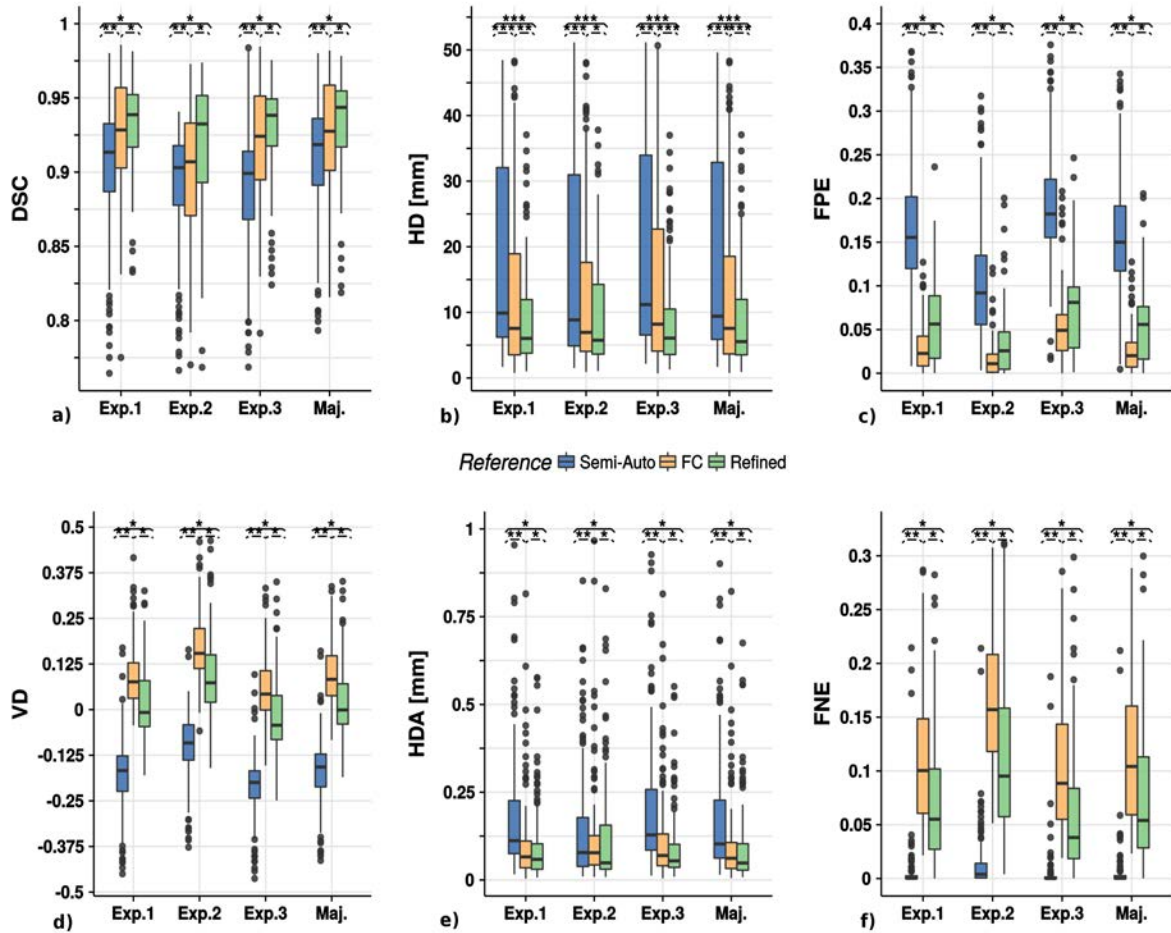 * * * *
** * ** * ** * ** *
1
0.95
0.9
0.85
0.8
DSC
Exp.1 Exp.2 Exp.3 Maj.
a)
*** *** *** ***
50
40
30
20
10
0
HD [mm]
Exp.1 Exp.2 Exp.3 Maj.
b)
* * * *
** * ** * ** * ** *
0.4
0.35
0.3
0.25
0.2
0.15
0.1
0.05
0
FPE
Exp.1 Exp.2 Exp.3 Maj.
c)
Reference Semi-Auto FC Refined
* * * *
** * ** * ** * ** *
0.5
0.375
0.25
0.125
0
-0.125
-0.25
-0.375
-0.5
VD
Exp.1 Exp.2 Exp.3 Maj.
d)
* * * *
** * ** * ** * ** *
1
0.75
0.5
0.25
0
HDA [mm]
Exp.1 Exp.2 Exp.3 Maj.
e)
* * * *
** * ** * ** * ** *
0.3
0.25
0.2
0.15
0.1
0.05
0
FNE
Exp.1 Exp.2 Exp.3 Maj.
f)